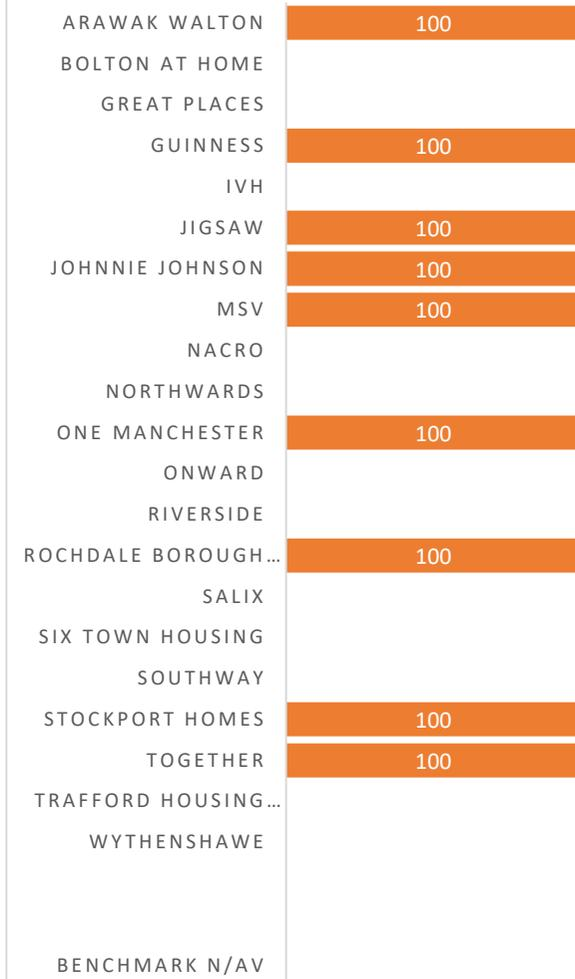 ARAWAK WALTON 100
BOLTON AT HOME
GREAT PLACES
GUINNESS 100
IVH
JIGSAW 100
JOHNNIE JOHNSON 100
MSV 100
NACRO
NORTHWARDS
ONE MANCHESTER 100
ONWARD
RIVERSIDE
ROCHDALE BOROUGH… 100
SALIX
SIX TOWN HOUSING
SOUTHWAY
STOCKPORT HOMES 100
TOGETHER 100
TRAFFORD HOUSING…
WYTHENSHAWE
BENCHMARK N/AV